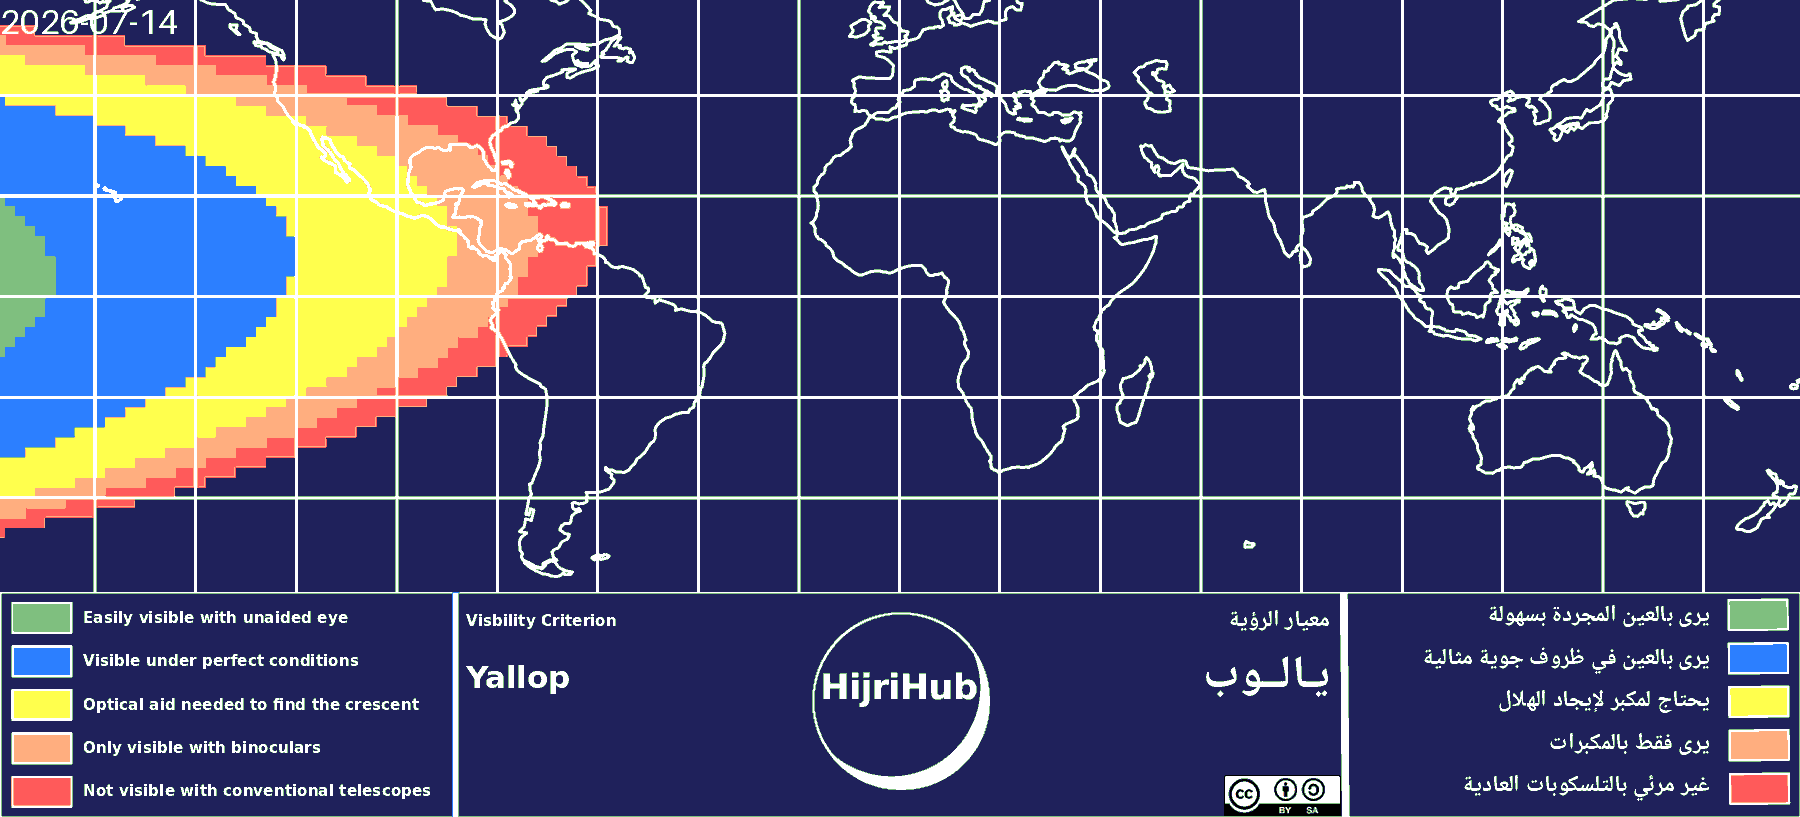 2026-07-14
Easily visible with unaided eye
Visible under perfect conditions
Optical aid needed to find the crescent
Only visible with binoculars
Not visible with conventional telescopes
Visbility Criterion
Yallop
HijriHub
معيار الرؤية
يـالـوب
cc
BY SA
يرى بالعين المجردة بسهولة
يرى بالعين في ظروف جوية مثالية
يحتاج لمكبر لإيجاد الهلال
يرى فقط بالمكبرات
غير مرئي بالتلسكوبات العادية